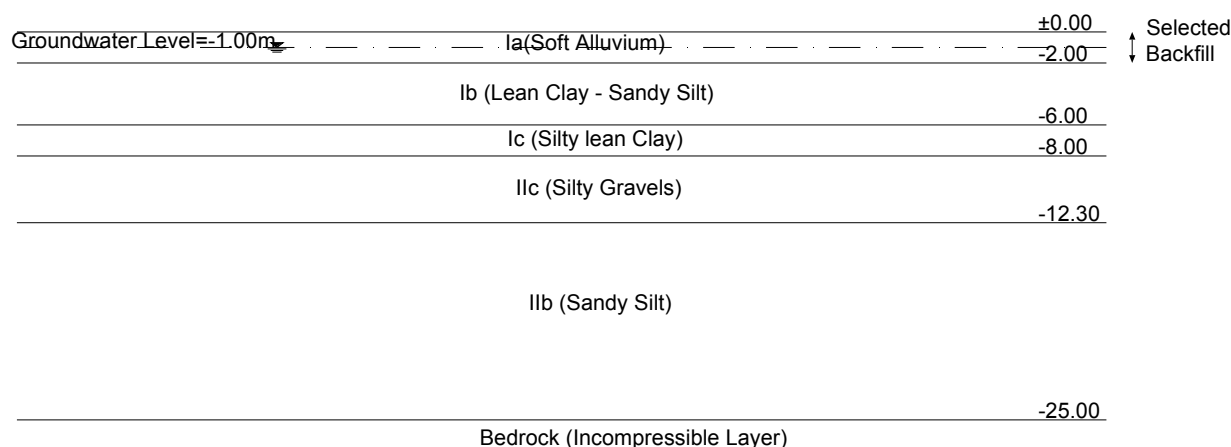 ±0.00
Selected
Groundwater Level=-1.00m
Ia(Soft Alluvium)
-2.00
Backfill
Ib (Lean Clay - Sandy Silt)
-6.00
Ic (Silty lean Clay)
-8.00
IIc (Silty Gravels)
-12.30
IIb (Sandy Silt)
-25.00
Bedrock (Incompressible Layer)